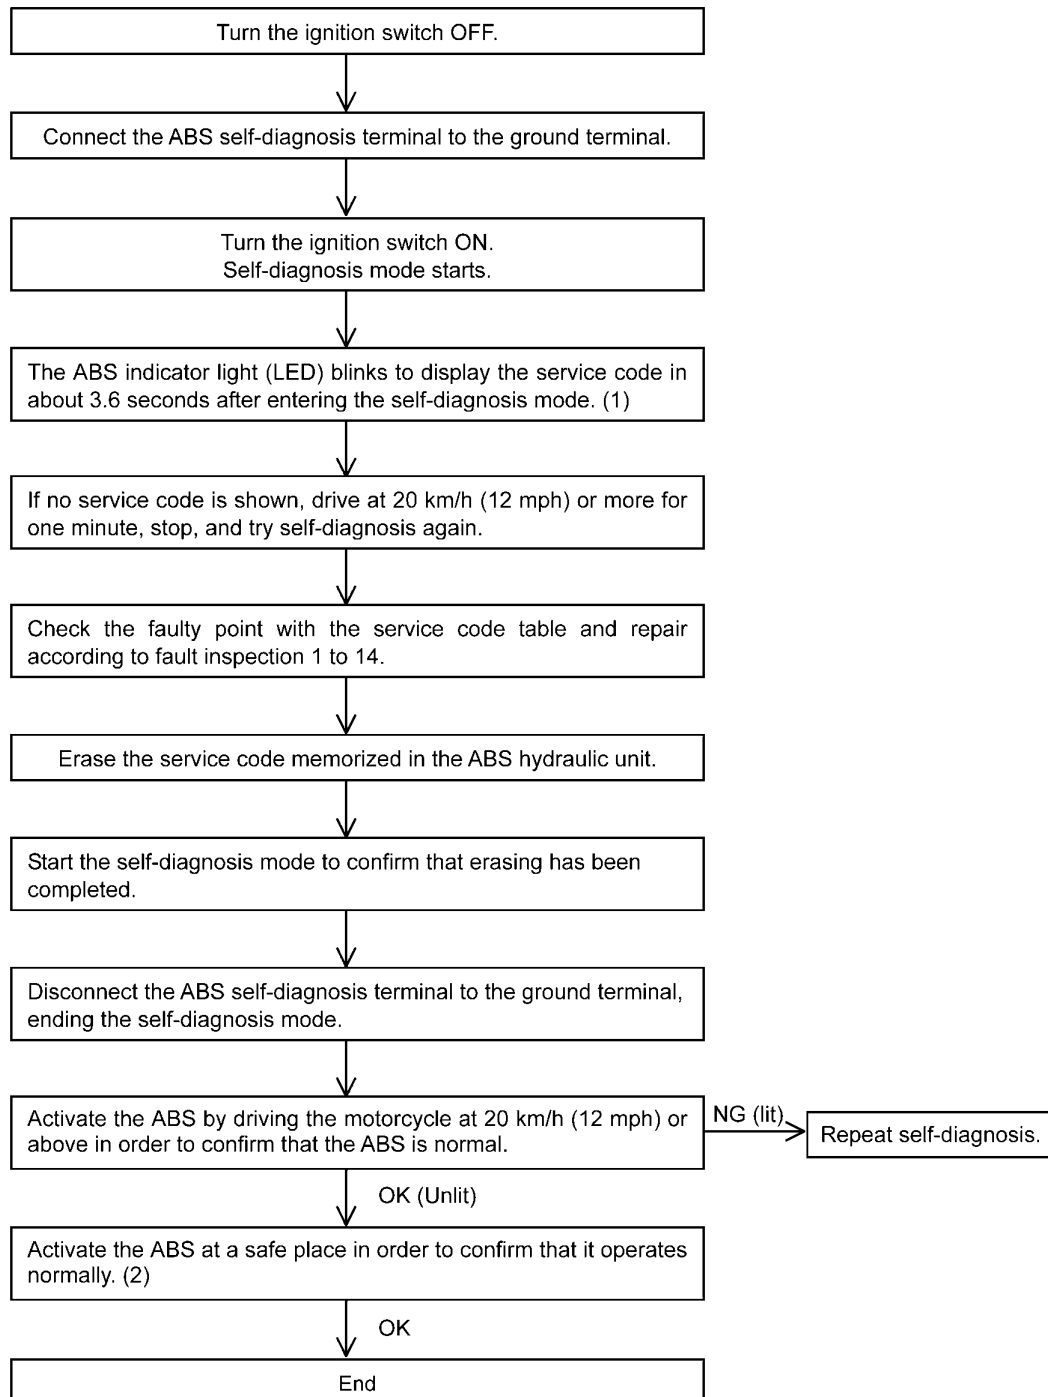 Turn the ignition switch OFF.
Connect the ABS self-diagnosis terminal to the ground terminal.
Turn the ignition switch ON.
Self-diagnosis mode starts.
The ABS indicator light (LED) blinks to display the service code in
about 3.6 seconds after entering the self-diagnosis mode. (1)
If no service code is shown, drive at 20 km/h (12 mph) or more for
one minute, stop, and try self-diagnosis again.
Check the faulty point with the service code table and repair
according to fault inspection 1 to 14.
Erase the service code memorized in the ABS hydraulic unit.
Start the self-diagnosis mode to confirm that erasing has been
completed.
Disconnect the ABS self-diagnosis terminal to the ground terminal,
ending the self-diagnosis mode.
Activate the ABS by driving the motorcycle at 20 km/h (12 mph) or
above in order to confirm that the ABS is normal.
NG (lit)
Repeat self-diagnosis.
OK (Unlit)
Activate the ABS at a safe place in order to confirm that it operates
normally. (2)
OK
End